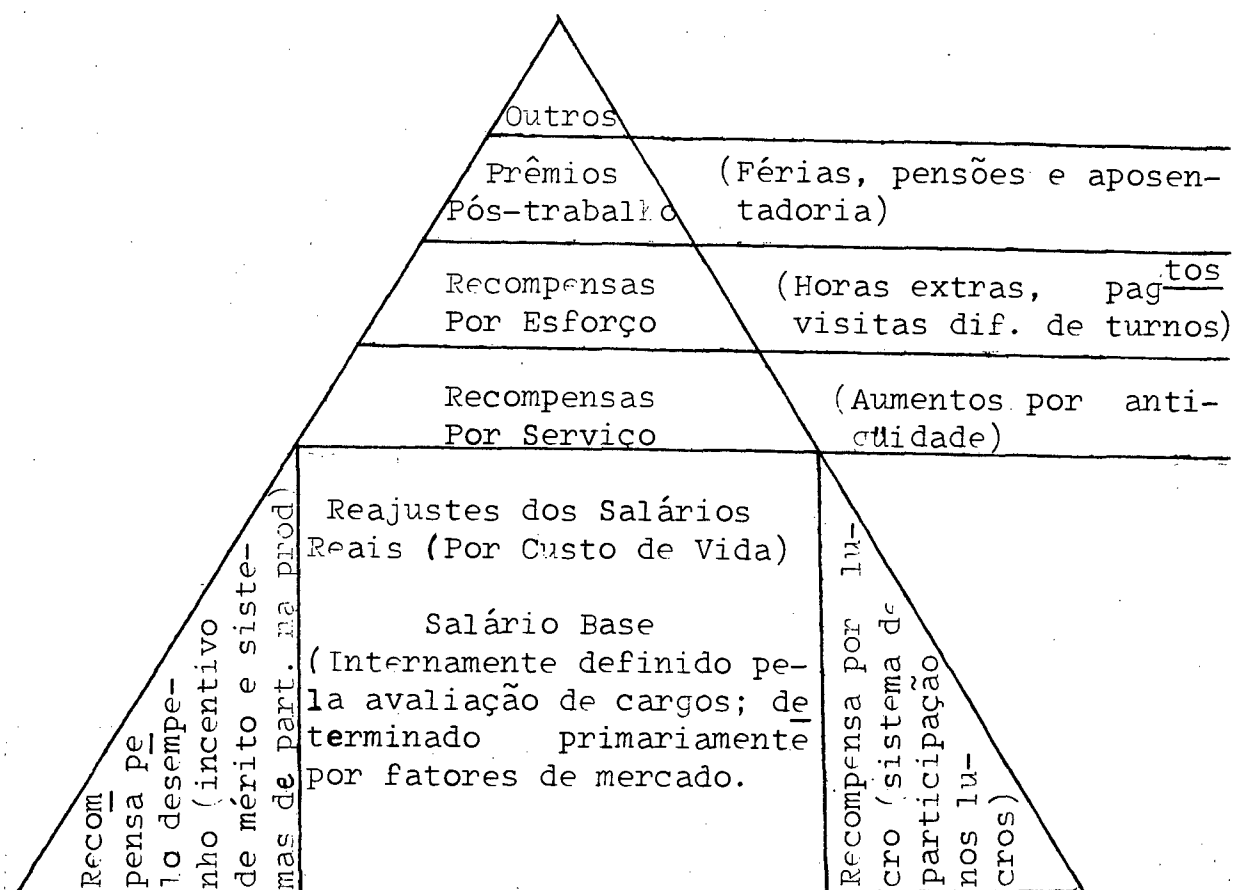 Outros
Prêmios
Pós-trabalho
(Férias, pensões e aposen-
tadoria)
Recompensas
Por Esforço
(Horas extras, pagtos
visitas dif. de turnos)
Recompensas
Por Serviço
(Aumentos por anti-
güidade)
Recom
pensa pe
lo desempe-
nho (incentivo
de mérito e siste-
mas de part. na prod)
Reajustes dos Salários
Reais (Por Custo de Vida)
Salário Base
(Internamente definido pe-
la avaliação de cargos; de
terminado primariamente
por fatores de mercado.
Recompensa por lu-
cro (sistema de
participação
nos lu-
cros)